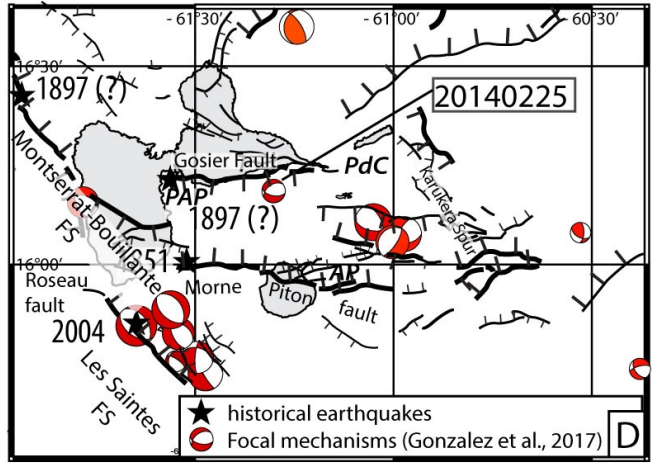 -61°30'
-61°00'
-60°30'
16°30'
1897 (?)
20140225
Gosier Fault
PdC
PAP
Karukera Spur
Montserrat Bouillante
FS
1897 (?)
16°00'
AP
Roseau
fault
Morne
Piton
fault
2004
Les Saintes
FS
historical earthquakes
Focal mechanisms (Gonzalez et al., 2017)
D